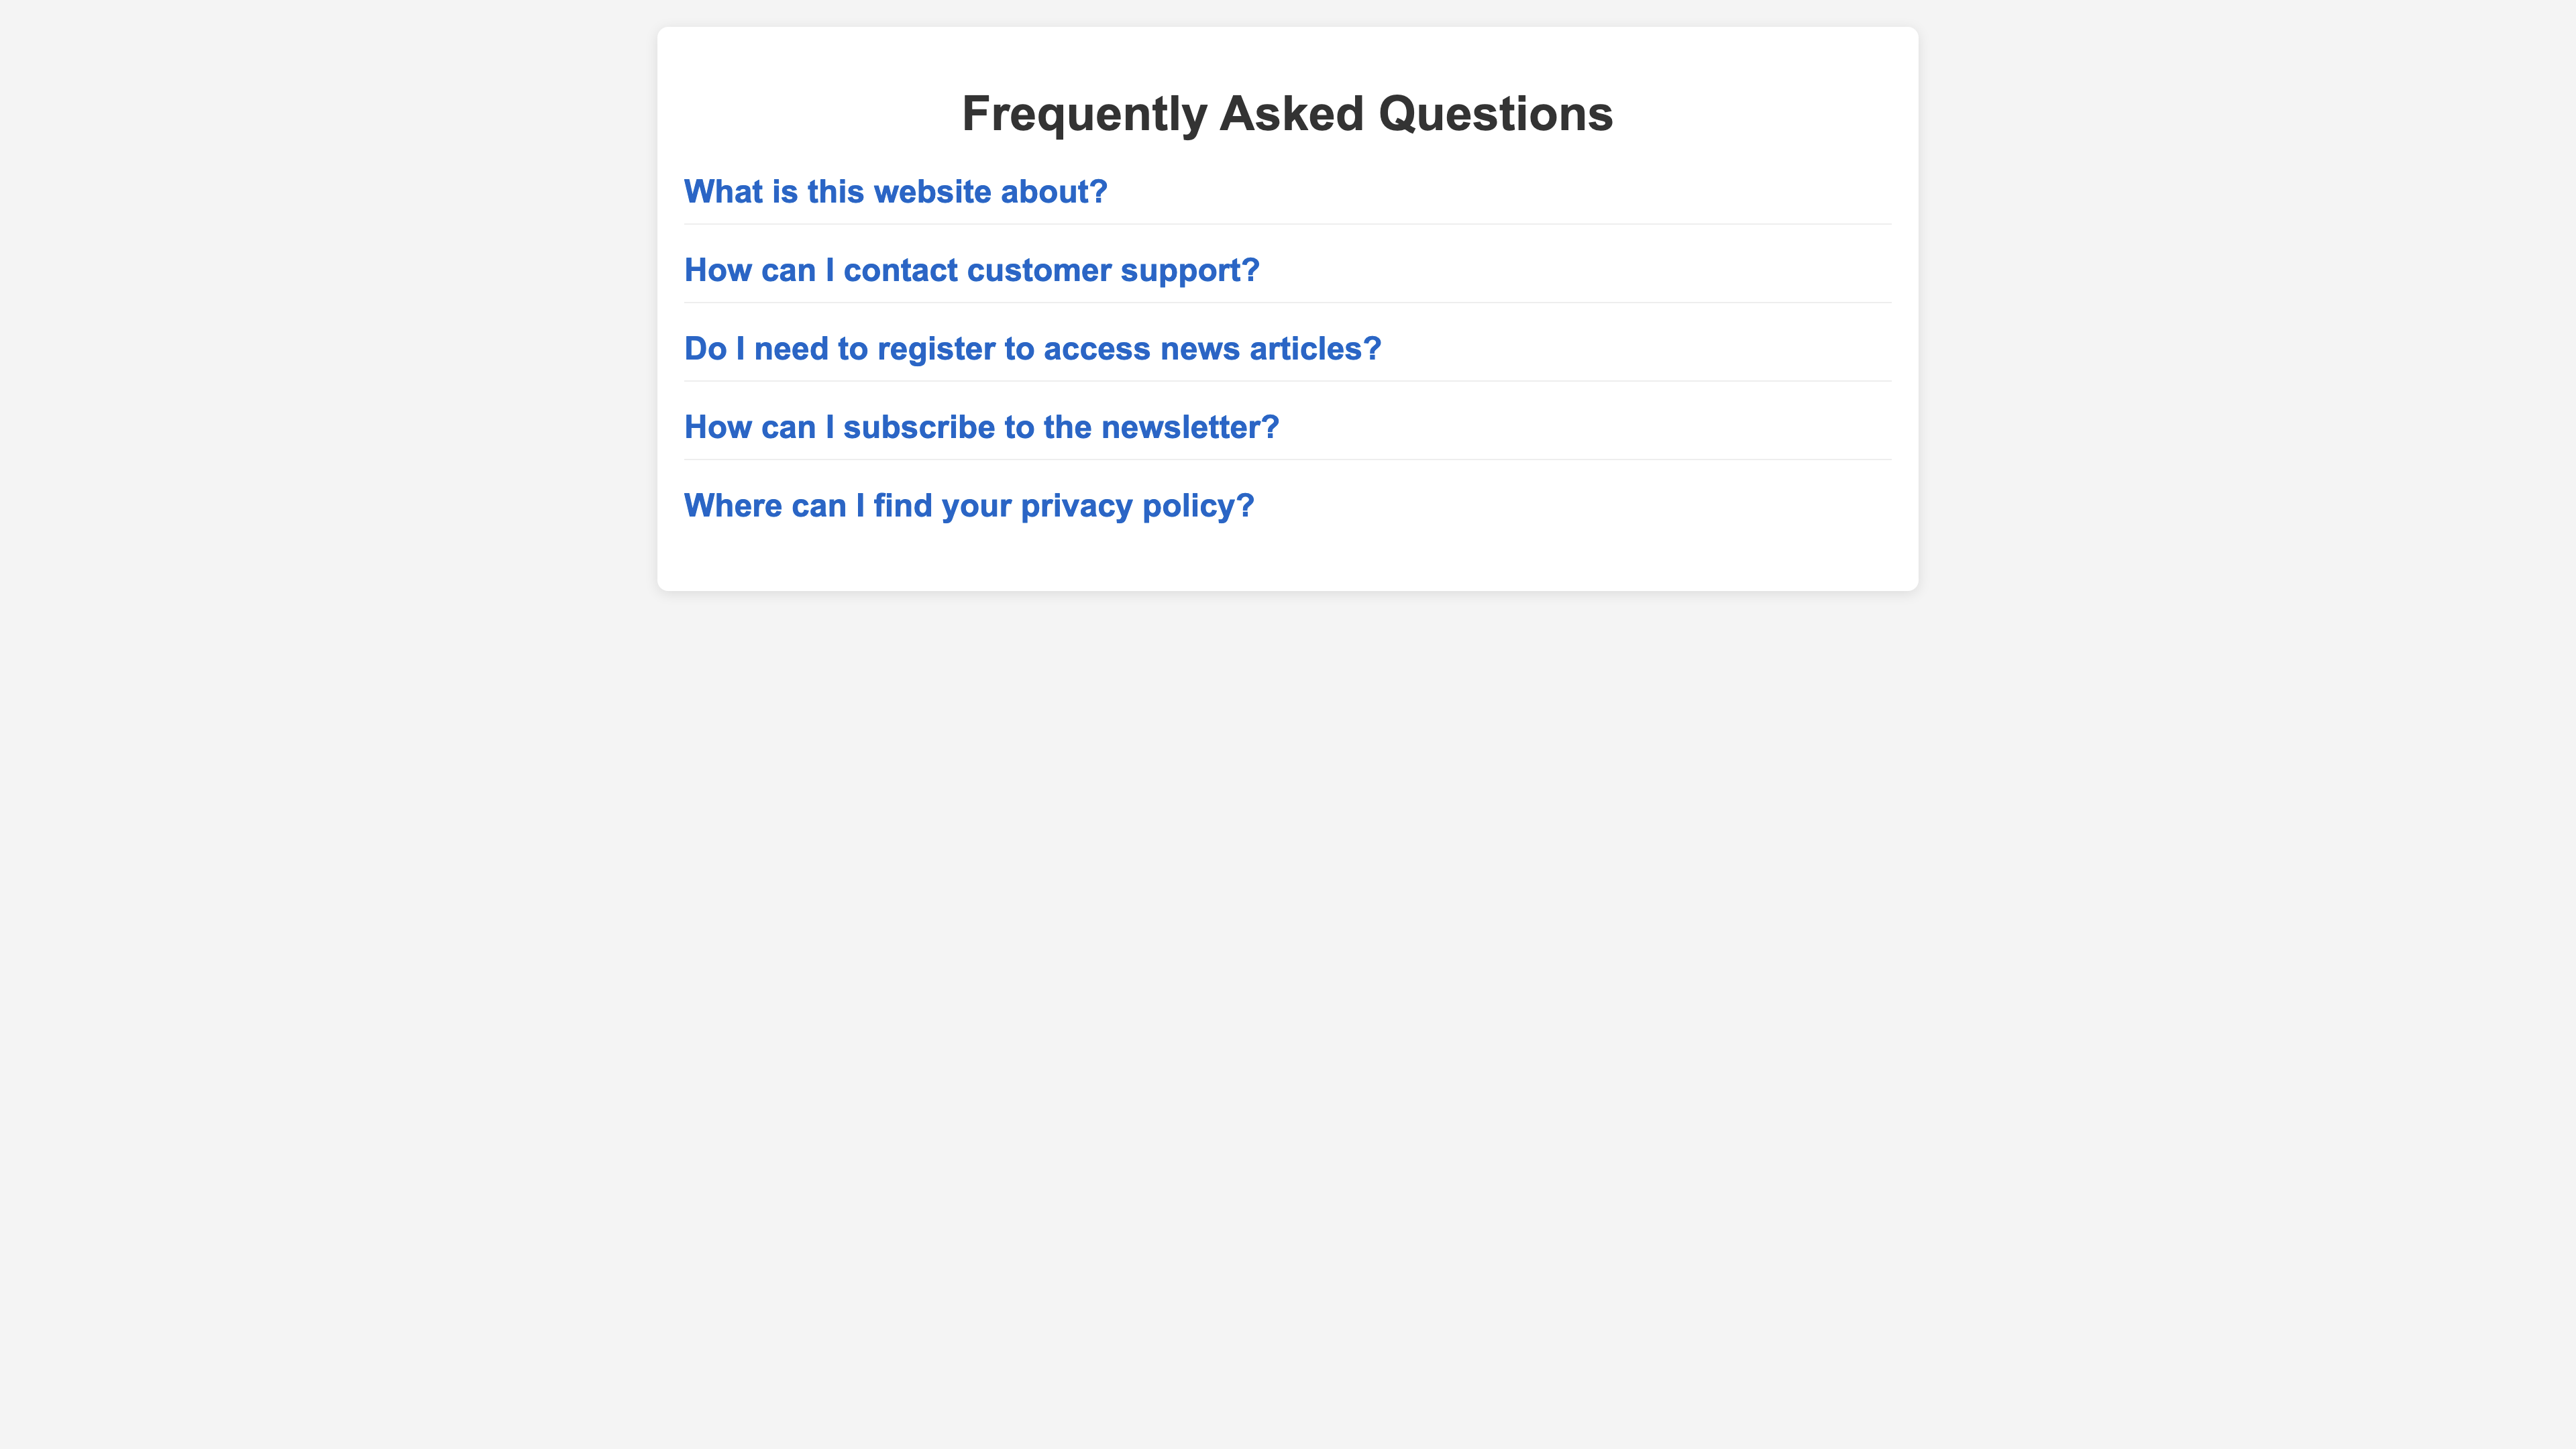 Frequently Asked Questions
What is this website about?
How can I contact customer support?
Do I need to register to access news articles?
How can I subscribe to the newsletter?
Where can I find your privacy policy?